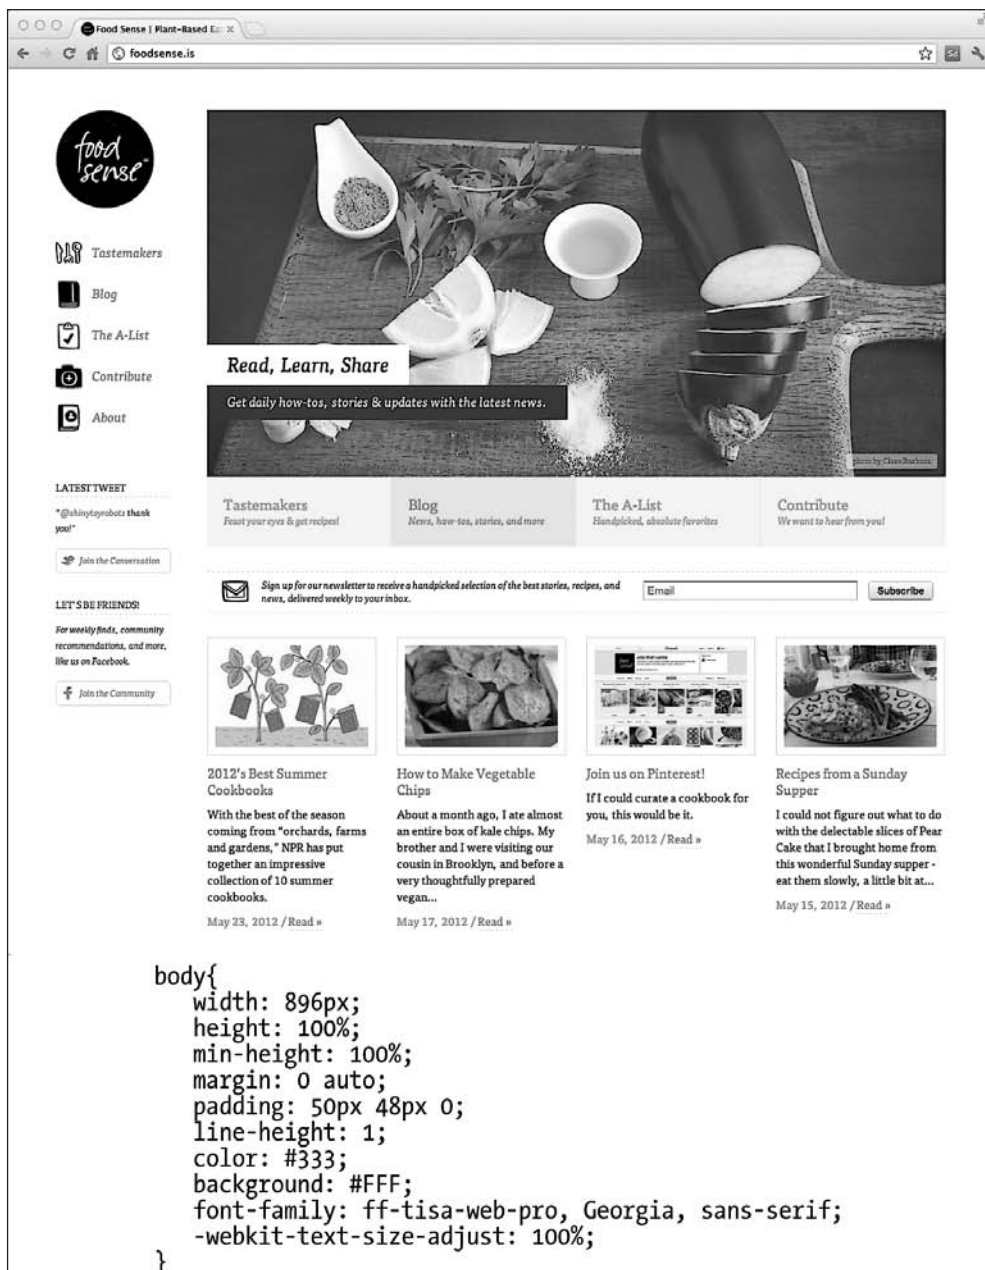 Food Sense | Plant-Based Ea
foodsense.is
food
sense
Tastemakers
Blog
The A-List
Contribute
About
LATEST TWEET
"@shinytoyrobots thank
you!"
Join the Conversation
LET'S BE FRIENDS!
For weekly finds, community
recommendations, and more,
like us on Facebook.
Join the Community
Read, Learn, Share
Get daily how-tos, stories & updates with the latest news.
photo by Clara Barbara
Tastemakers
Feast your eyes & get recipes!
Blog
News, how-tos, stories, and more
The A-List
Handpicked, absolute favorites
Contribute
We want to hear from you!
Sign up for our newsletter to receive a handpicked selection of the best stories, recipes, and
news, delivered weekly to your inbox.
Email
Subscribe
2012's Best Summer
Cookbooks
With the best of the season
coming from "orchards, farms
and gardens," NPR has put
together an impressive
collection of 10 summer
cookbooks.
May 23, 2012 / Read »
How to Make Vegetable
Chips
About a month ago, I ate almost
an entire box of kale chips. My
brother and I were visiting our
cousin in Brooklyn, and before a
very thoughtfully prepared
vegan...
May 17, 2012 / Read »
Join us on Pinterest!
If I could curate a cookbook for
you, this would be it.
May 16, 2012 / Read »
Recipes from a Sunday
Supper
I could not figure out what to do
with the delectable slices of Pear
Cake that I brought home from
this wonderful Sunday supper -
eat them slowly, a little bit at...
May 15, 2012 / Read »
body{
width: 896px;
height: 100%;
min-height: 100%;
margin: 0 auto;
padding: 50px 48px 0;
line-height: 1;
color: #333;
background: #FFF;
font-family: ff-tisa-web-pro, Georgia, sans-serif;
-webkit-text-size-adjust: 100%;
}